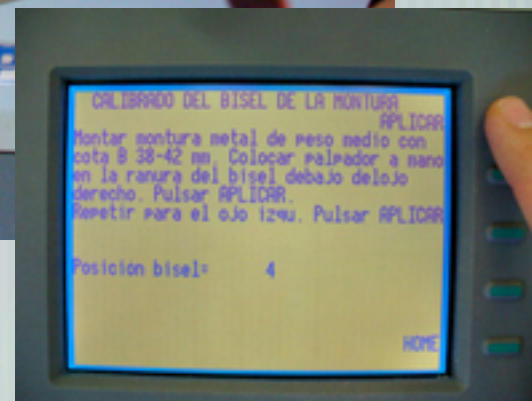 CALIBRADO DEL BISEL DE LA MONTURA
APLICAR
Montar montura metal de peso medio con
cota B 38-42 mm. Colocar palpador a mano
en la ranura del bisel debajo delojo
derecho. Pulsar APLICAR.
Repetir para el ojo izqu. Pulsar APLICAR
Posicion bisel= 4
HOME